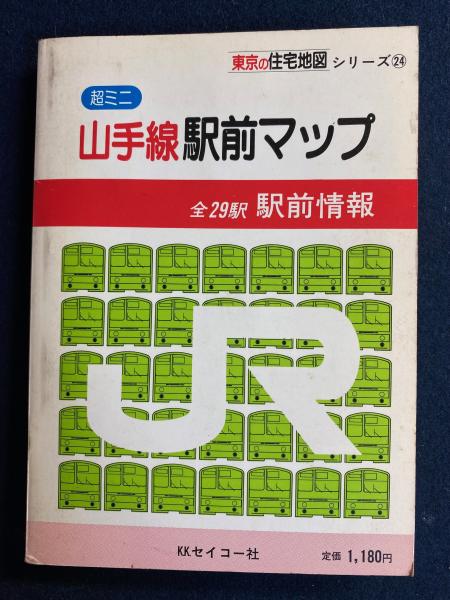 東京の住宅地図シリーズ㉔
超ミニ
山手線駅前マップ
全29駅 駅前情報
JR
KK.セイコー社
定価 1,180円